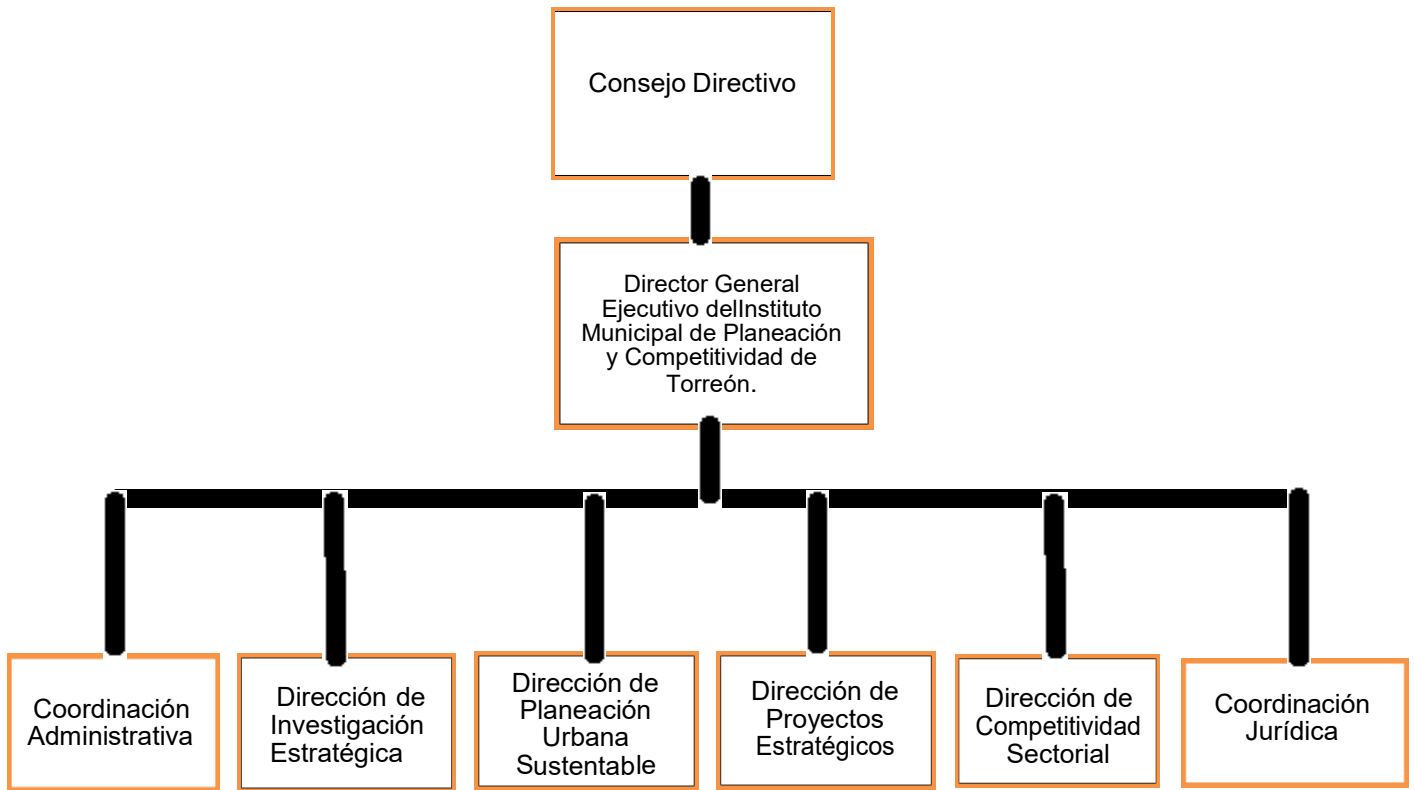 Consejo Directivo
Director General
Ejecutivo delInstituto
Municipal de Planeación
y Competitividad de
Torreón.
Coordinación
Administrativa
Dirección de
Investigación
Estratégica
Dirección de
Planeación
Urbana
Sustentable
Dirección de
Proyectos
Estratégicos
Dirección de
Competitividad
Sectorial
Coordinación
Jurídica